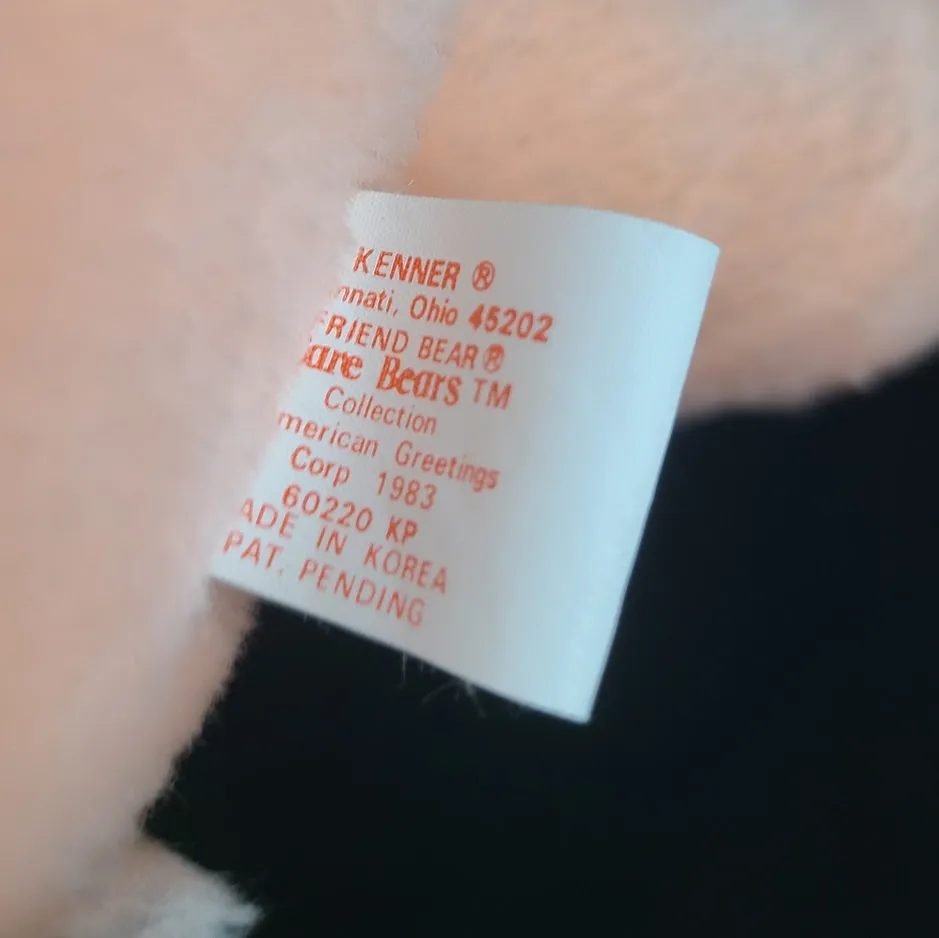 KENNER ®
nnati, Ohio 45202
FRIEND BEAR ®
Care Bears TM
Collection
merican Greetings
Corp 1983
60220 KP
ADE IN KOREA
PAT. PENDING